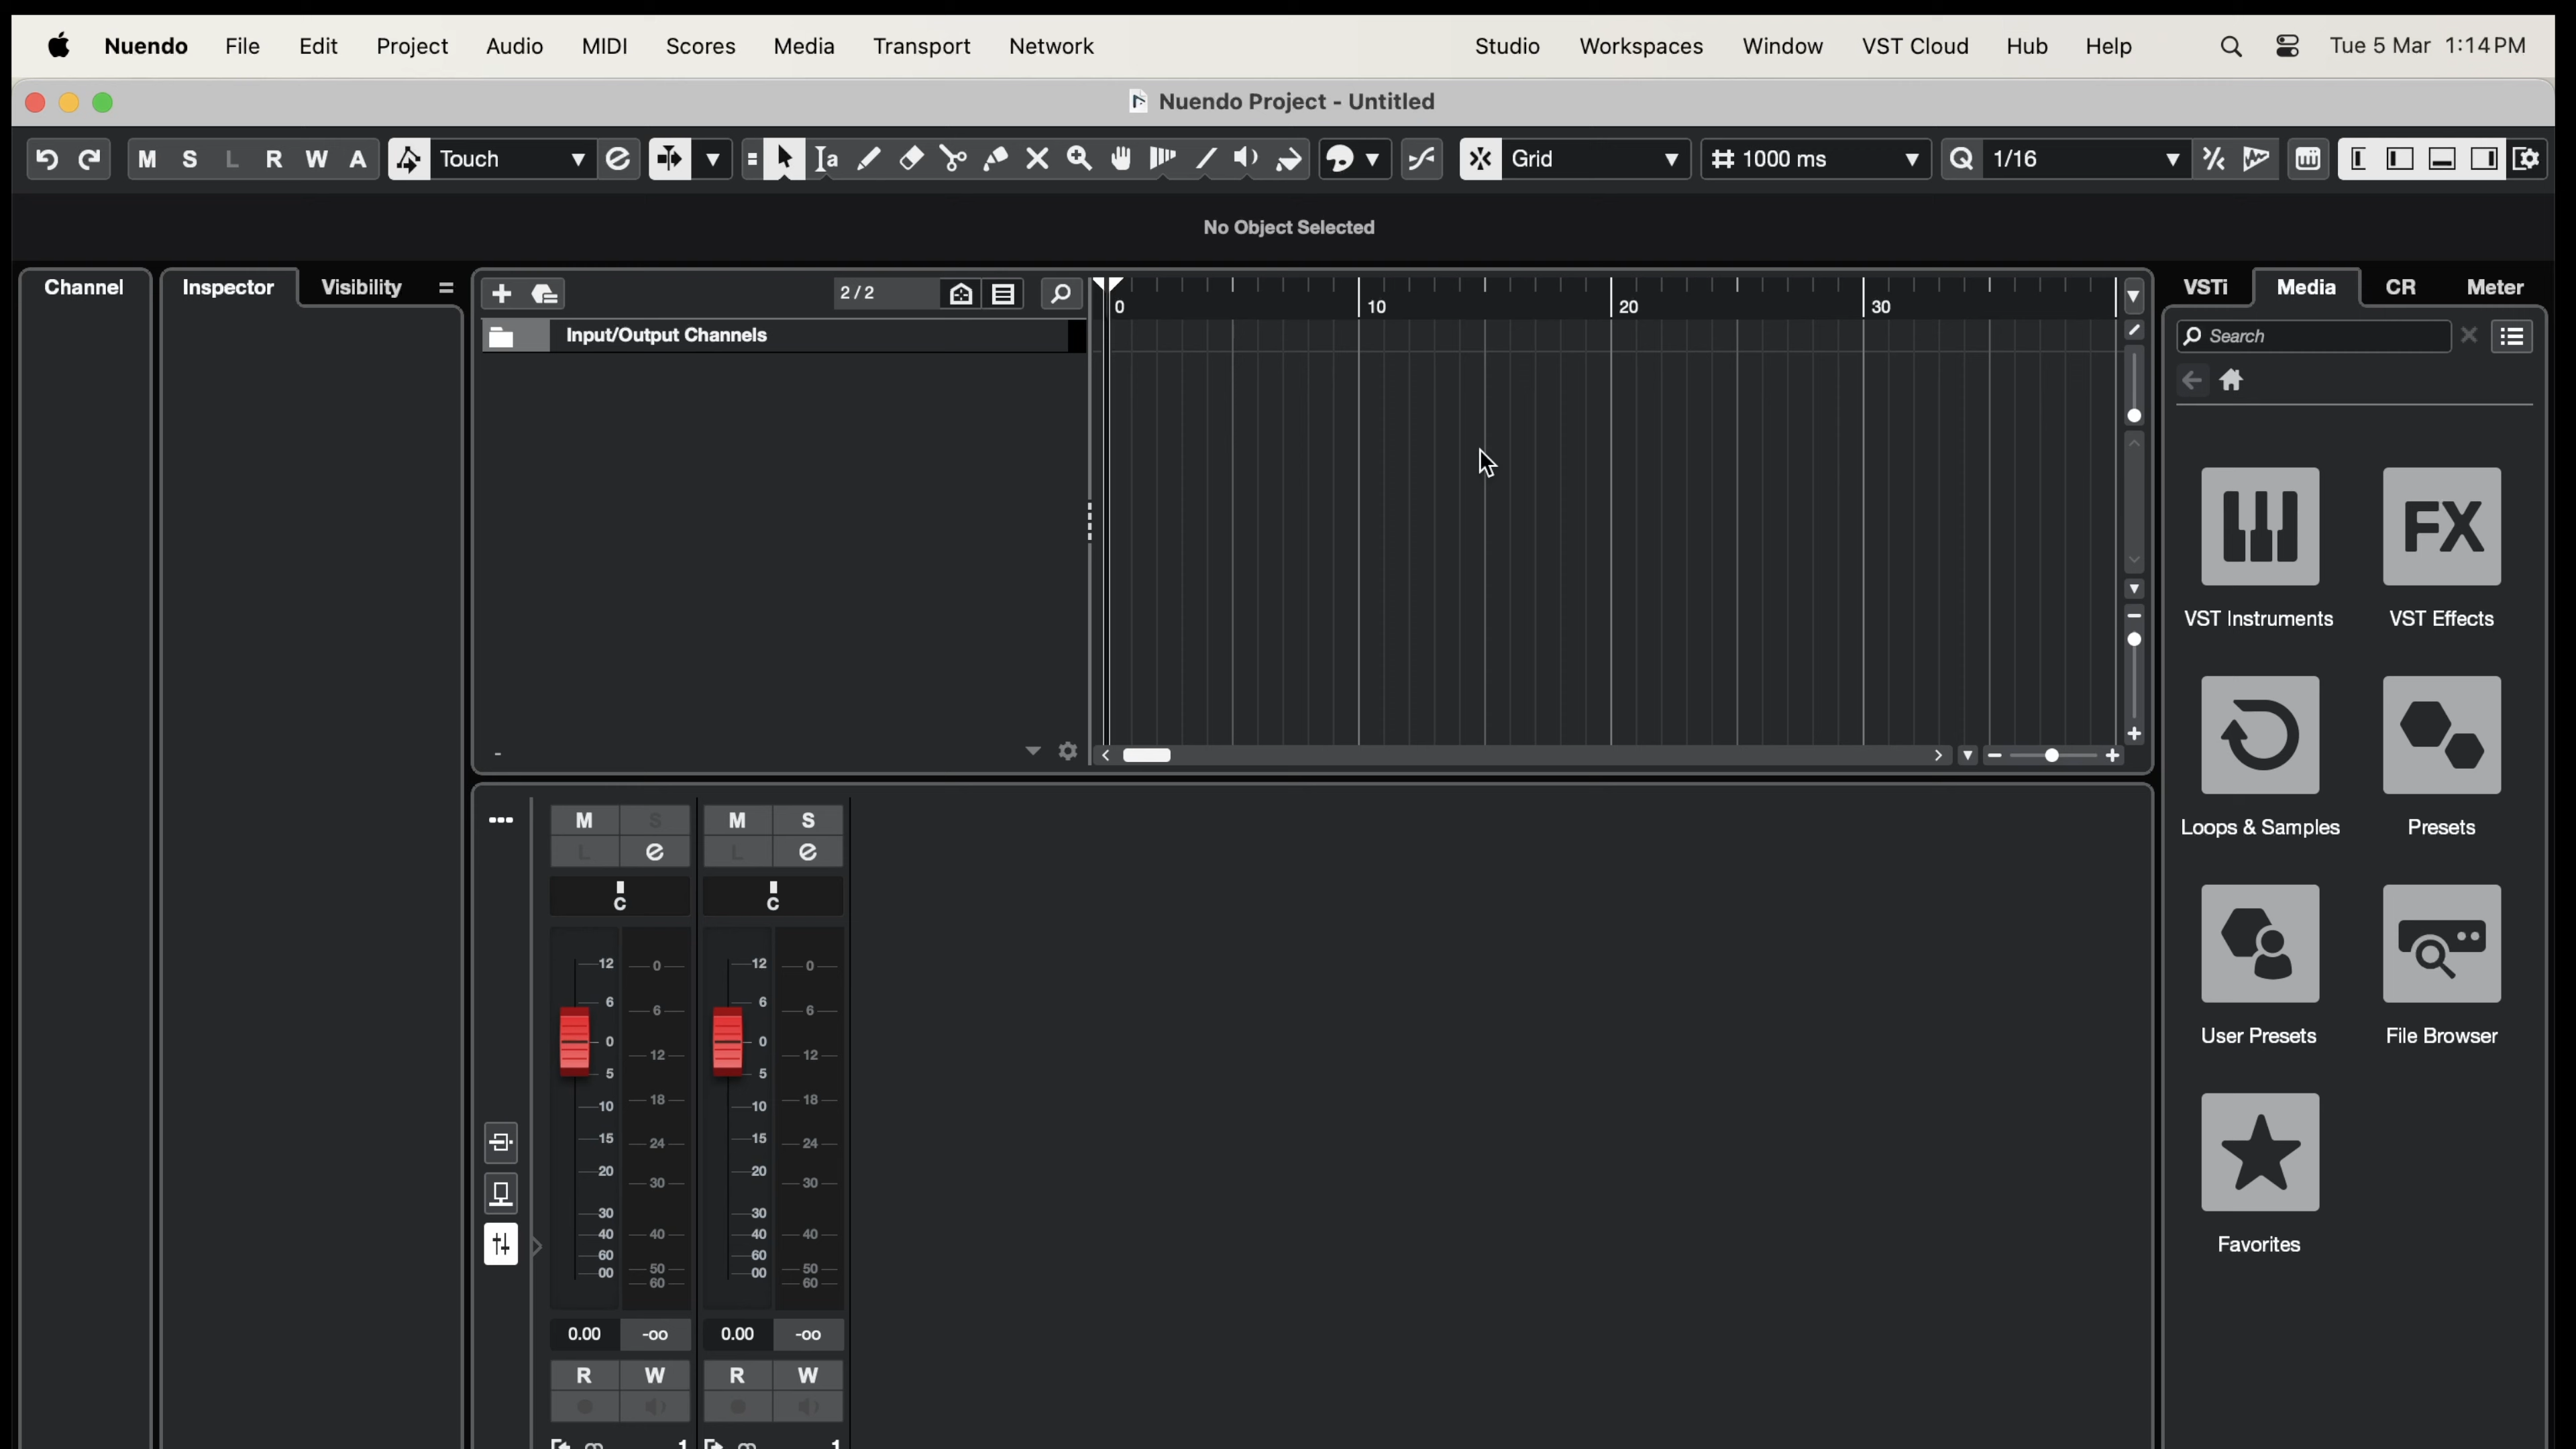 Nuendo File Edit Project Audio MIDI Scores Media Transport Network Studio Workspaces Window VST Cloud Hub Help Tue 5 Mar 1:14 PM
Nuendo Project - Untitled
M S L R W A Touch Grid 1000 ms Q 1/16
No Object Selected
Channel Inspector Visibility
2 / 2
0 10 20 30
Input/Output Channels
VSTi Media CR Meter
Search
VST Instruments
FX
VST Effects
Loops & Samples
Presets
User Presets
File Browser
Favorites
-
M S M S
L e L e
C C
12 0 12 0
6 6 6 6
0 12 0 12
5 5
10 18 10 18
15 24 15 24
20 30 20 30
30 30
40 40 40 40
60 50 60 50
00 60 00 60
0.00 -oo 0.00 -oo
R W R W
1 1